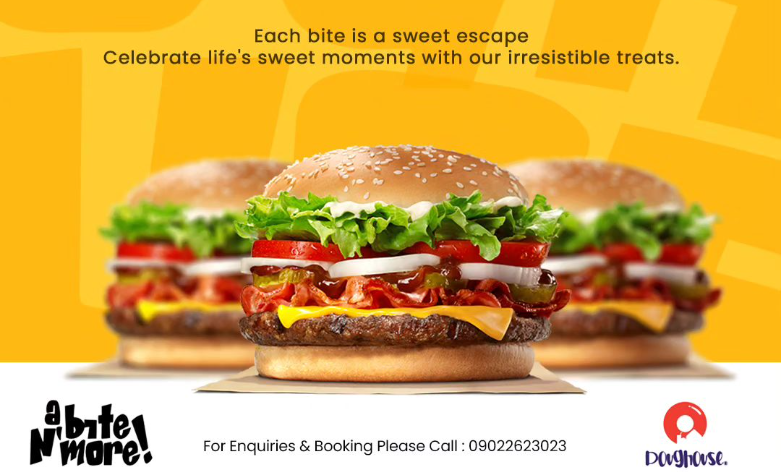 Each bite is a sweet escape
Celebrate life's sweet moments with our irresistible treats.
a bite
N' more!
For Enquiries & Booking Please Call : 09022623023
Doughouse®